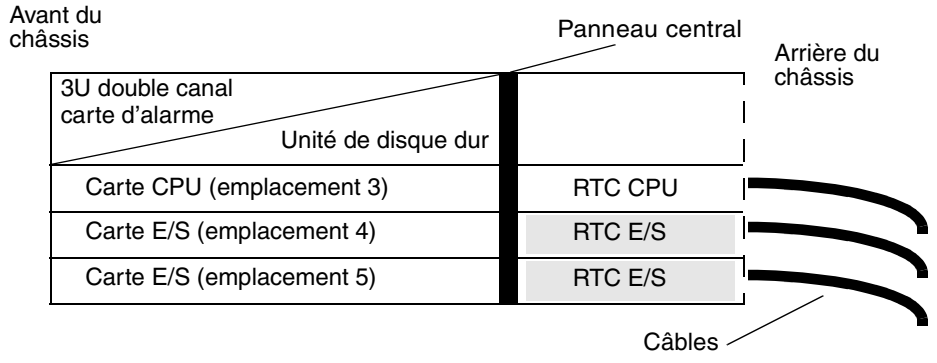 Avant du
châssis
Panneau central
Arrière du
châssis
3U double canal
carte d'alarme
Unité de disque dur
Carte CPU (emplacement 3)
RTC CPU
Carte E/S (emplacement 4)
RTC E/S
Carte E/S (emplacement 5)
RTC E/S
Câbles